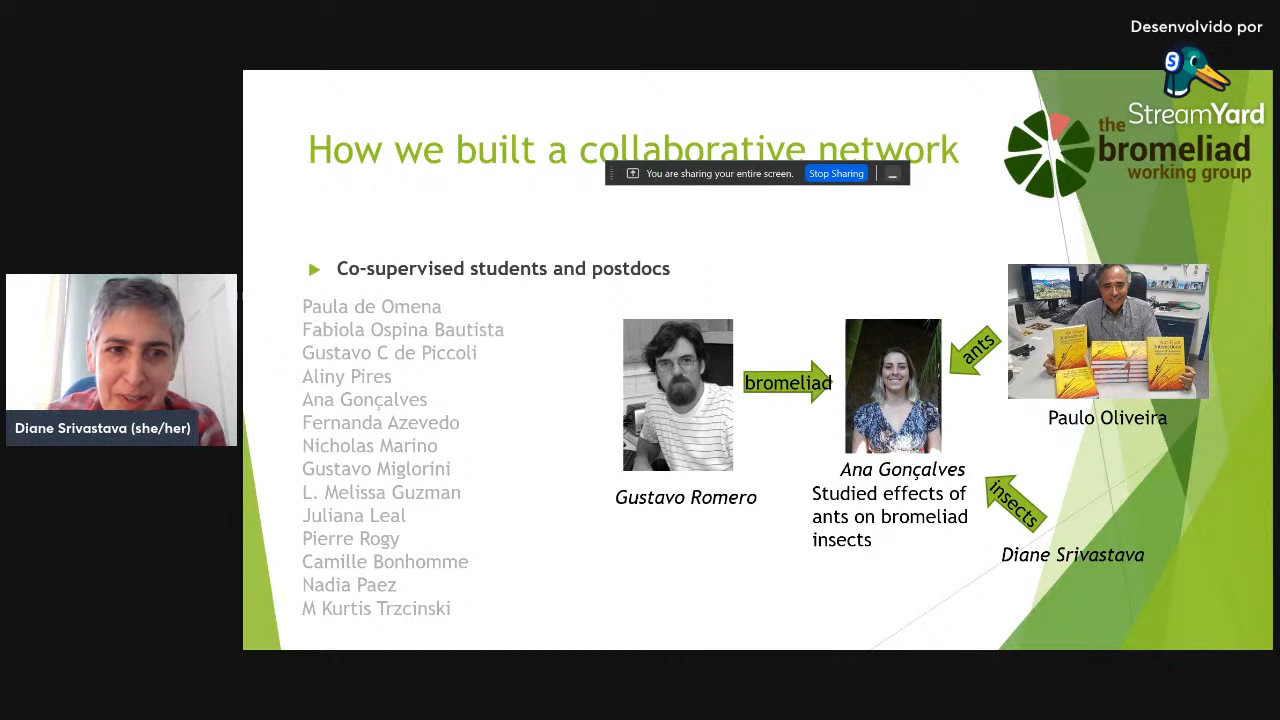 Desenvolvido por
StreamYard
How we built a collaborative network
the
bromeliad
working group
You are sharing your entire screen.
Stop Sharing
Co-supervised students and postdocs
Paula de Omena
Fabiola Ospina Bautista
Gustavo C de Piccoli
Aliny Pires
Ana Gonçalves
Fernanda Azevedo
Nicholas Marino
Gustavo Miglorini
L. Melissa Guzman
Juliana Leal
Pierre Rogy
Camille Bonhomme
Nadia Paez
M Kurtis Trzcinski
Gustavo Romero
bromeliad
Ana Gonçalves
Studied effects of
ants on bromeliad
insects
ants
Paulo Oliveira
insects
Diane Srivastava
Diane Srivastava (she/her)